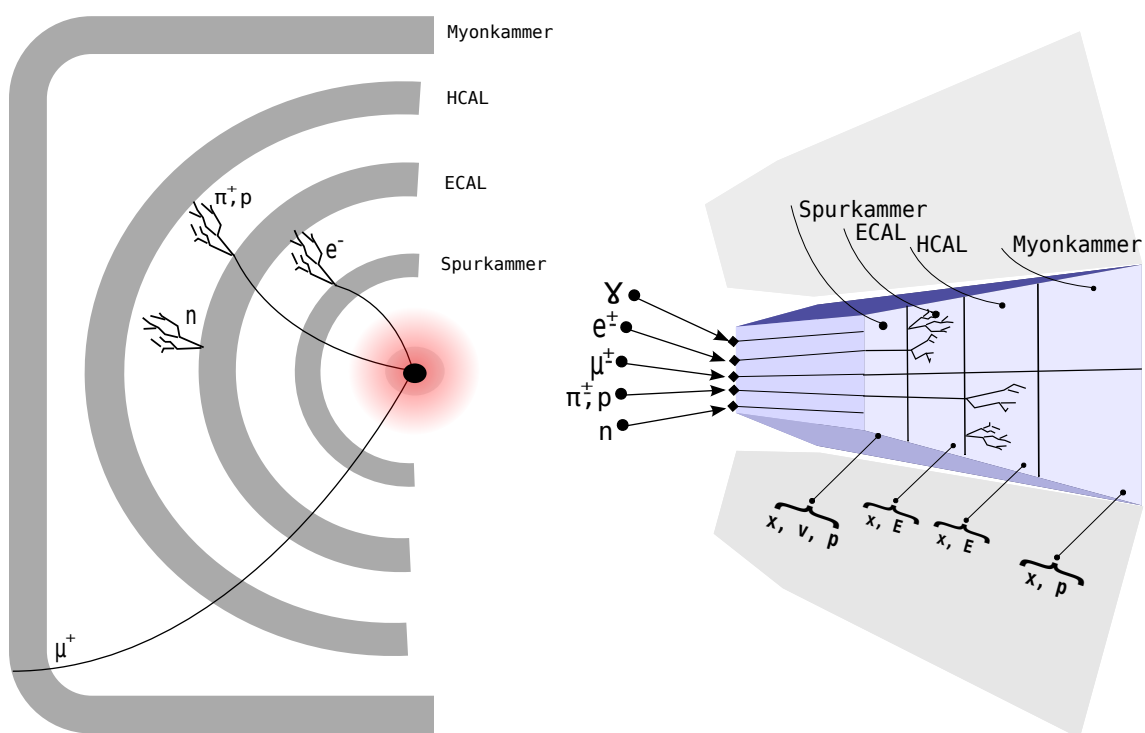 Myonkammer
HCAL
ECAL
Spurkammer
π±,p
e-
n
μ+
Spurkammer
ECAL
HCAL
Myonkammer
ɣ
e±
μ±
π±,p
n
x, v, p
x, E
x, E
x, p